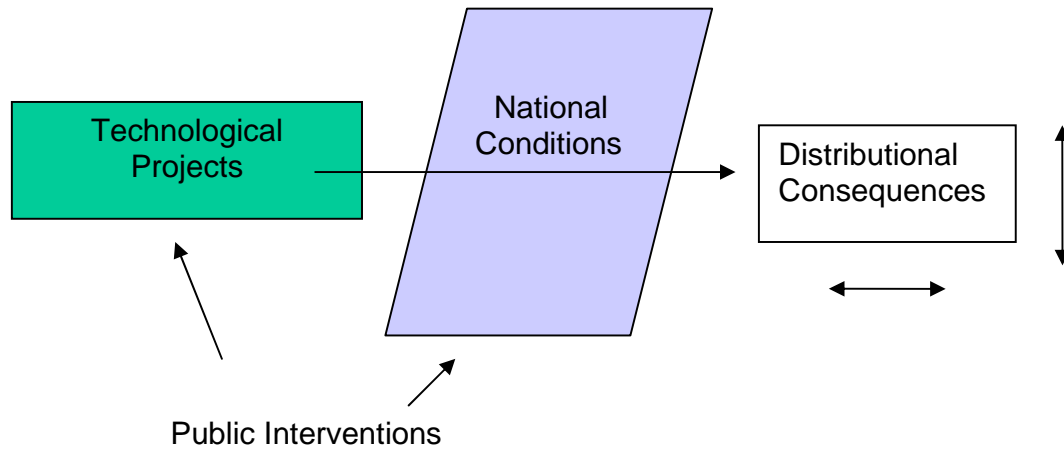 Technological
Projects
National
Conditions
Distributional
Consequences
Public Interventions